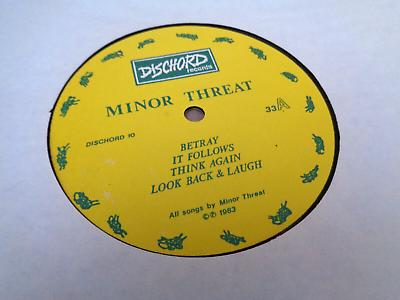 DISCHORD
records
MINOR THREAT
DISCHORD 10
33 A
BETRAY
IT FOLLOWS
THINK AGAIN
LOOK BACK & LAUGH
All songs by Minor Threat
©℗ 1983